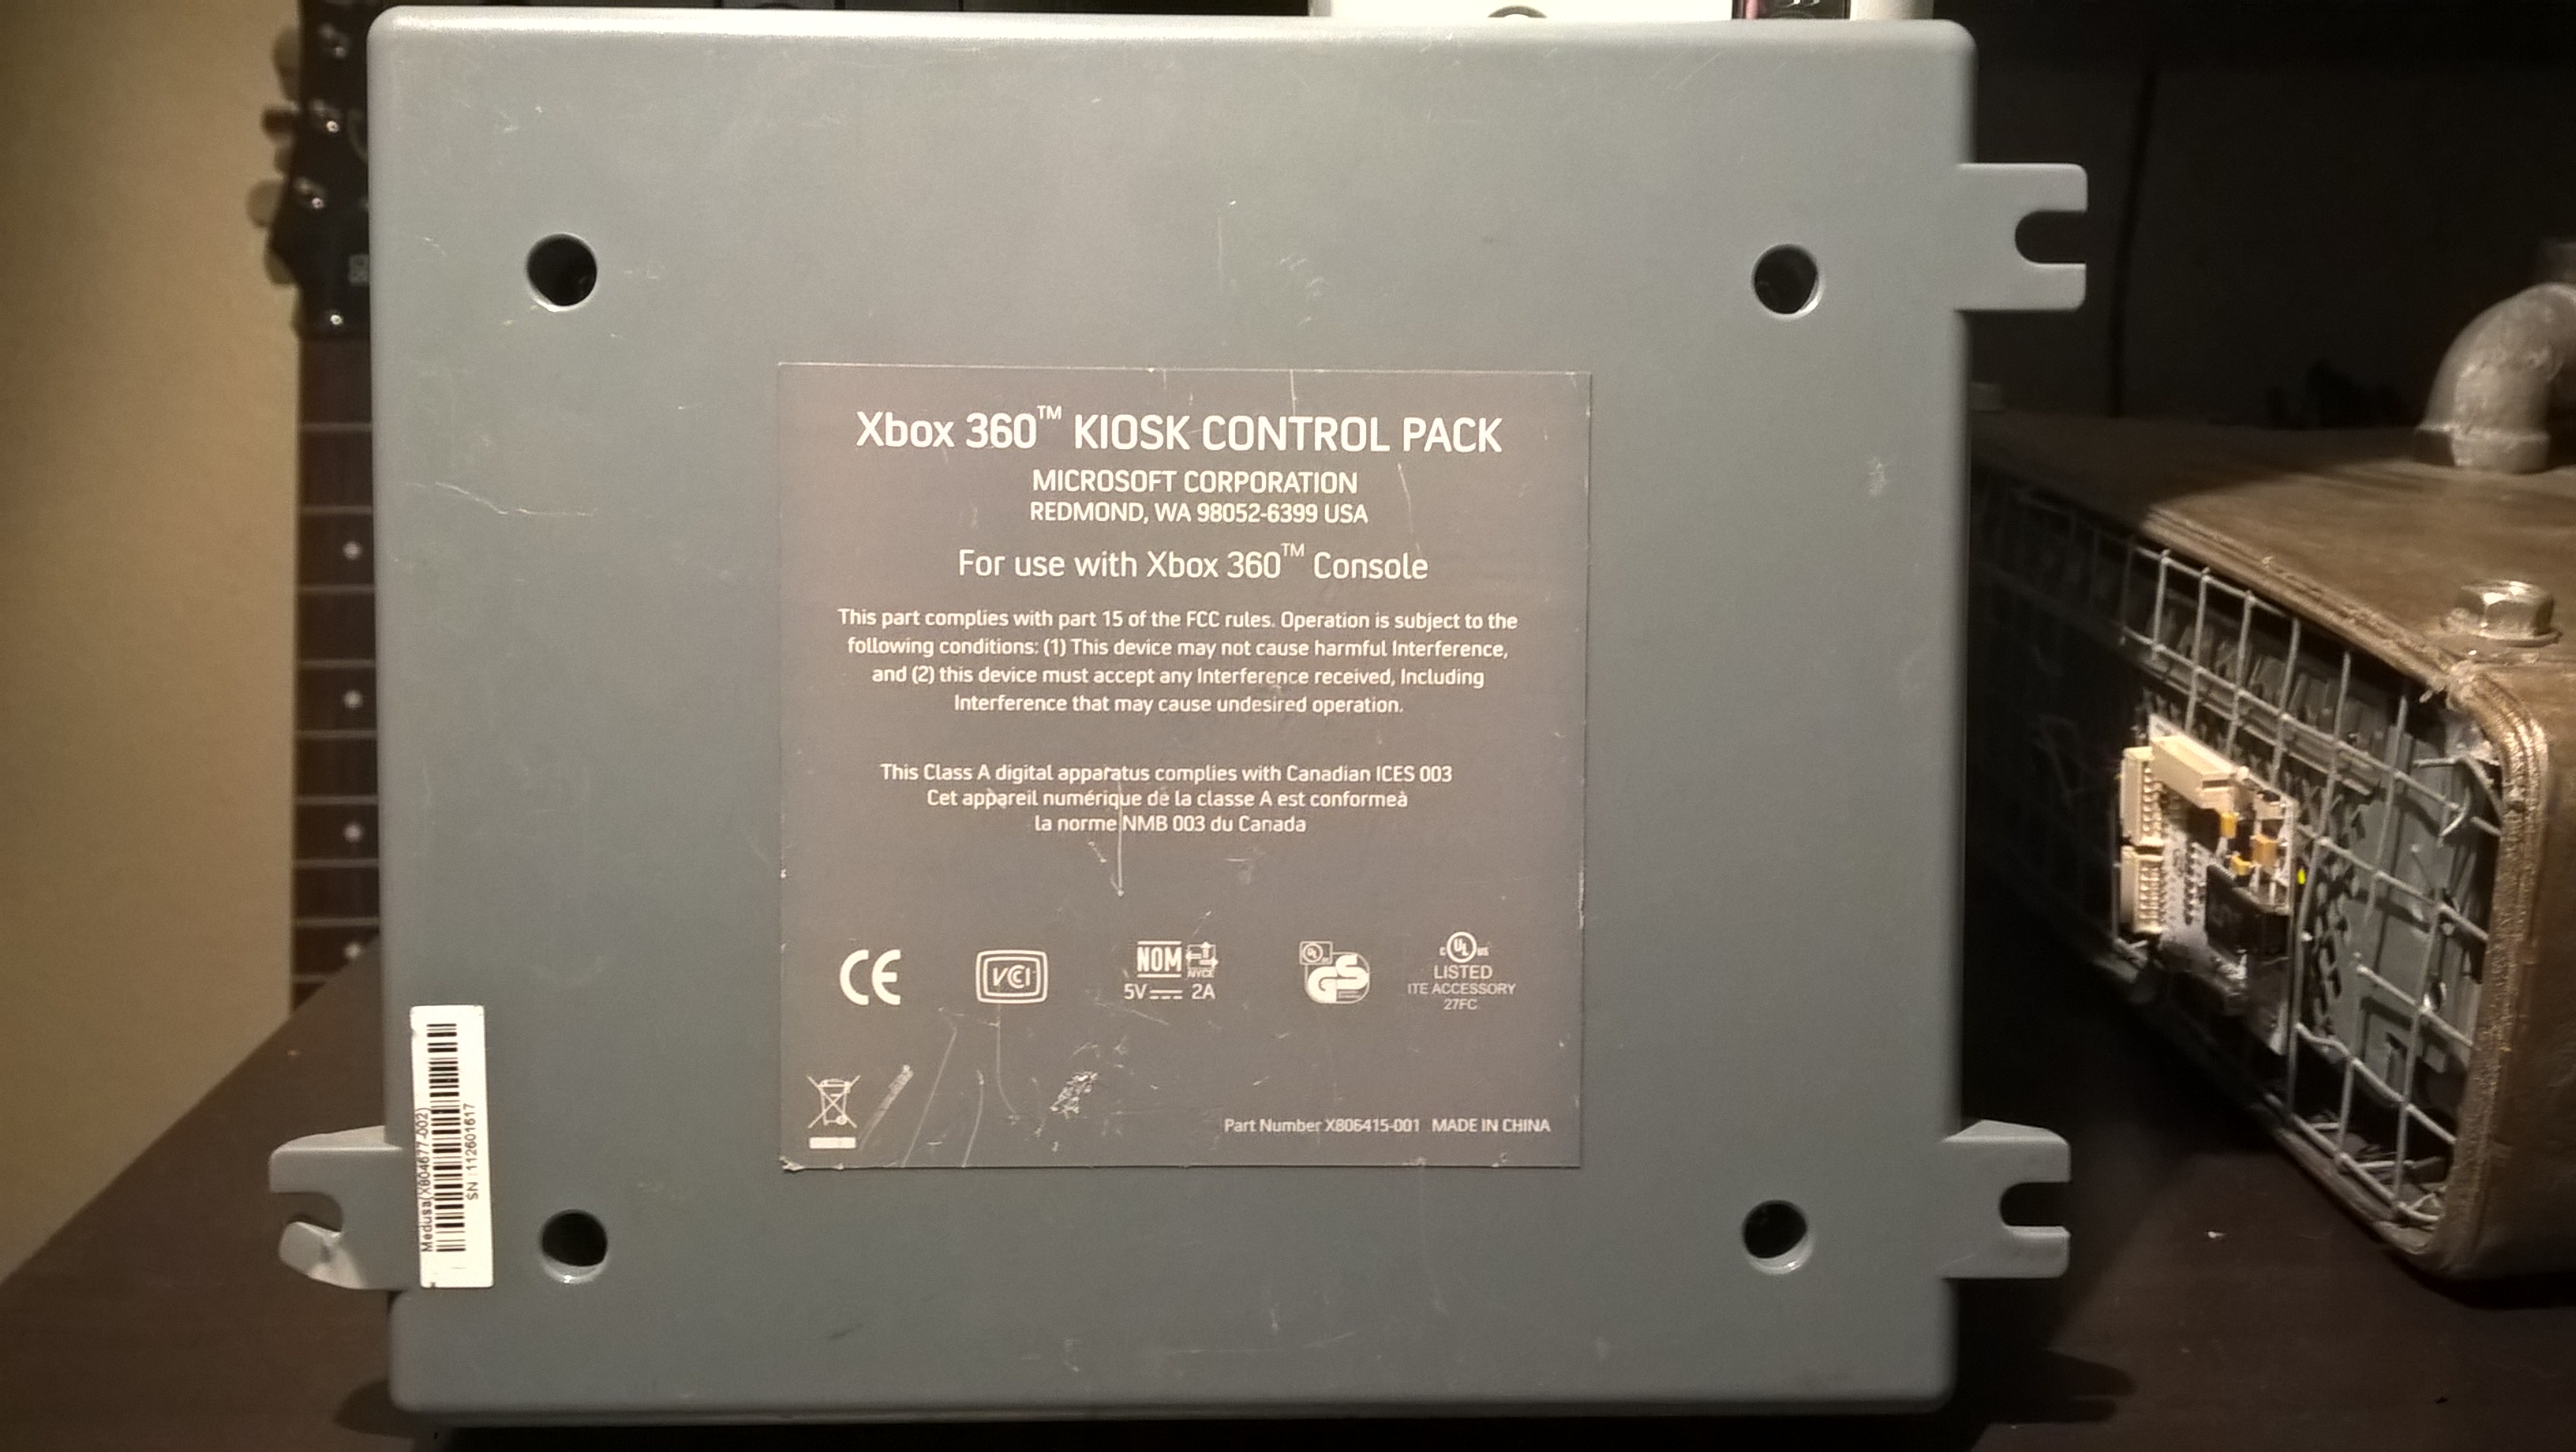 Xbox 360™ KIOSK CONTROL PACK
MICROSOFT CORPORATION
REDMOND, WA 98052-6399 USA
For use with Xbox 360™ Console
This part complies with part 15 of the FCC rules. Operation is subject to the
following conditions: (1) This device may not cause harmful Interference,
and (2) this device must accept any Interference received, Including
Interference that may cause undesired operation.
This Class A digital apparatus complies with Canadian ICES 003
Cet appareil numérique de la classe A est conformeà
la norme NMB 003 du Canada
CE
VCI
NOM
NYCE
5V 2A
UL
GS
c UL us
LISTED
ITE ACCESSORY
27FC
Part Number X806415-001 MADE IN CHINA
Medusa(X804677-002)
SN :112601617